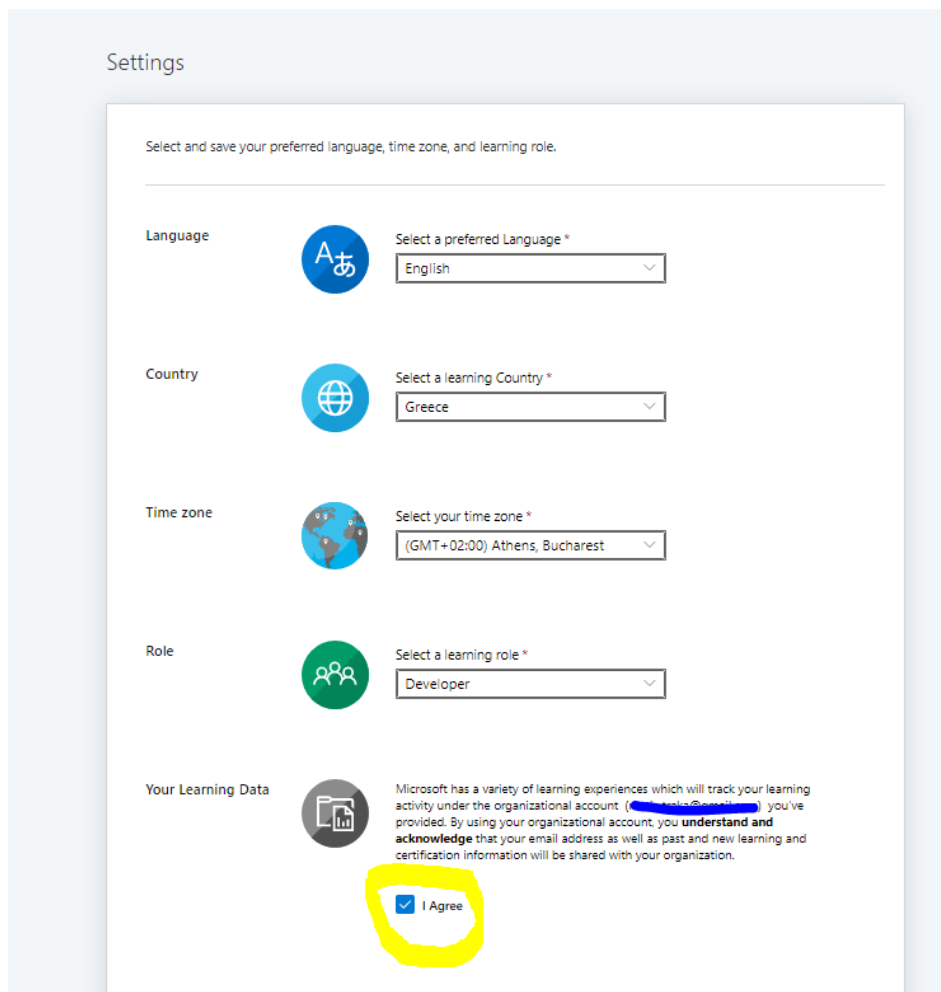 Settings
Select and save your preferred language, time zone, and learning role.
Language
Select a preferred Language *
English
Country
Select a learning Country *
Greece
Time zone
Select your time zone *
(GMT+02:00) Athens, Bucharest
Role
Select a learning role *
Developer
Your Learning Data
Microsoft has a variety of learning experiences which will track your learning
activity under the organizational account ( ) you've
provided. By using your organizational account, you understand and
acknowledge that your email address as well as past and new learning and
certification information will be shared with your organization.
I Agree